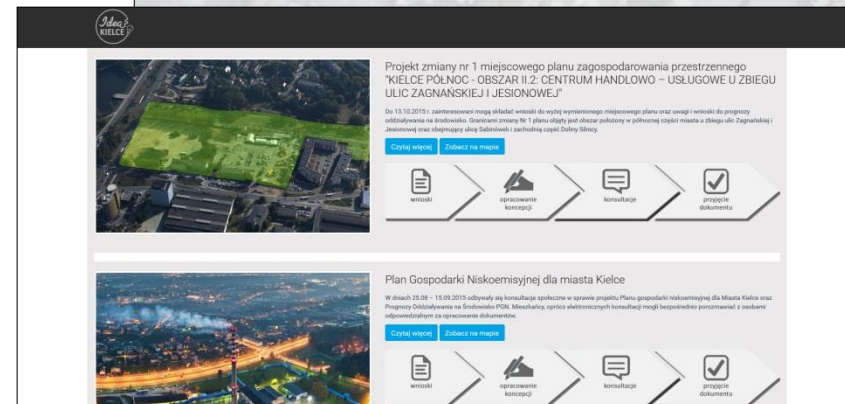 Idea
KIELCE
Projekt zmiany nr 1 miejscowego planu zagospodarowania przestrzennego
"KIELCE PÓŁNOC - OBSZAR II.2: CENTRUM HANDLOWO – USŁUGOWE U ZBIEGU
ULIC ZAGNAŃSKIEJ I JESIONOWEJ"
Do 13.10.2015 r. zainteresowani mogą składać wnioski do wyżej wymienionego miejscowego planu oraz uwagi i wnioski do prognozy
oddziaływania na środowisko. Granicami zmiany Nr 1 planu objęty jest obszar położony w północnej części miasta u zbiegu ulic Zagnańskiej i
Jesionowej oraz obejmujący ulicę Sabinówek i zachodnią część Doliny Silnicy.
Czytaj więcej Zobacz na mapie
wnioski opracowanie konsultacje przyjęcie
koncepcji dokumentu
Plan Gospodarki Niskoemisyjnej dla miasta Kielce
W dniach 25.08 – 15.09.2015 odbywały się konsultacje społeczne w sprawie projektu Planu gospodarki niskoemisyjnej dla Miasta Kielce oraz
Prognozy Oddziaływania na Środowisko PGN. Mieszkańcy, oprócz elektronicznych konsultacji mogli bezpośrednio porozmawiać z osobami
odpowiedzialnym za opracowanie dokumentów.
Czytaj więcej Zobacz na mapie
wnioski opracowanie konsultacje przyjęcie
koncepcji dokumentu